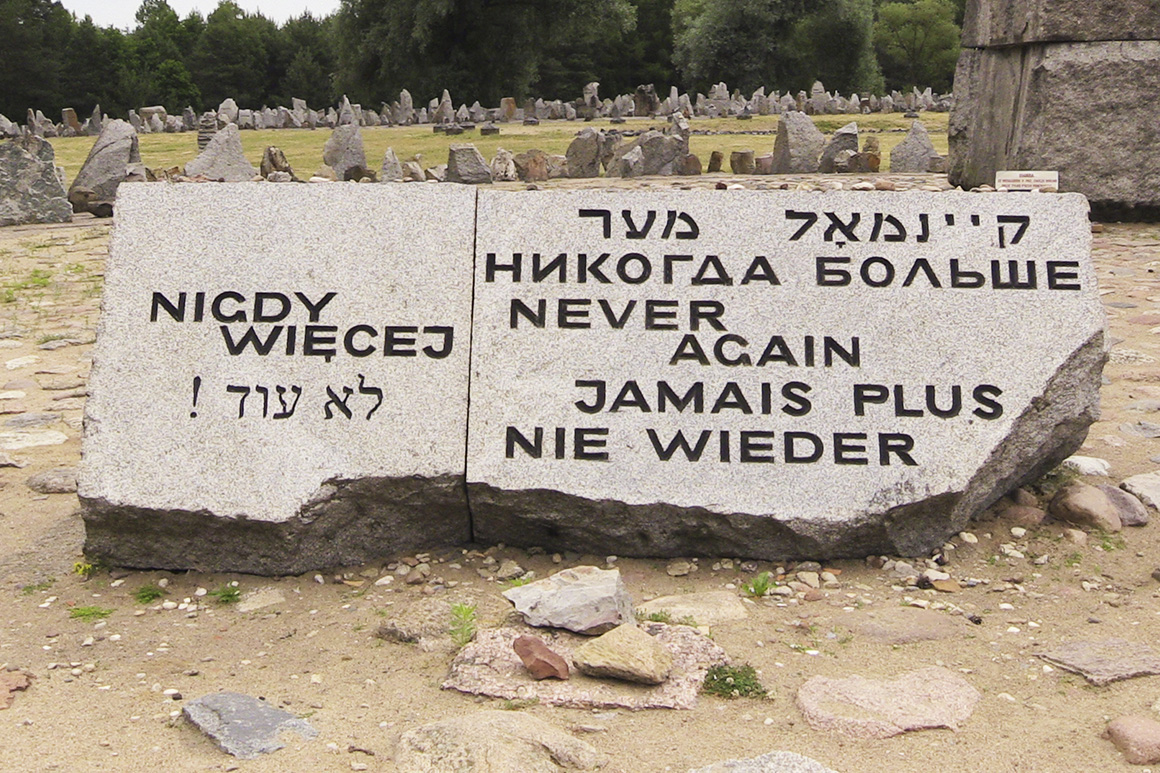 NIGDY
WIĘCEJ
לא עוד !
קיינמאָל מער
НИКОГДА БОЛЬШЕ
NEVER
AGAIN
JAMAIS PLUS
NIE WIEDER